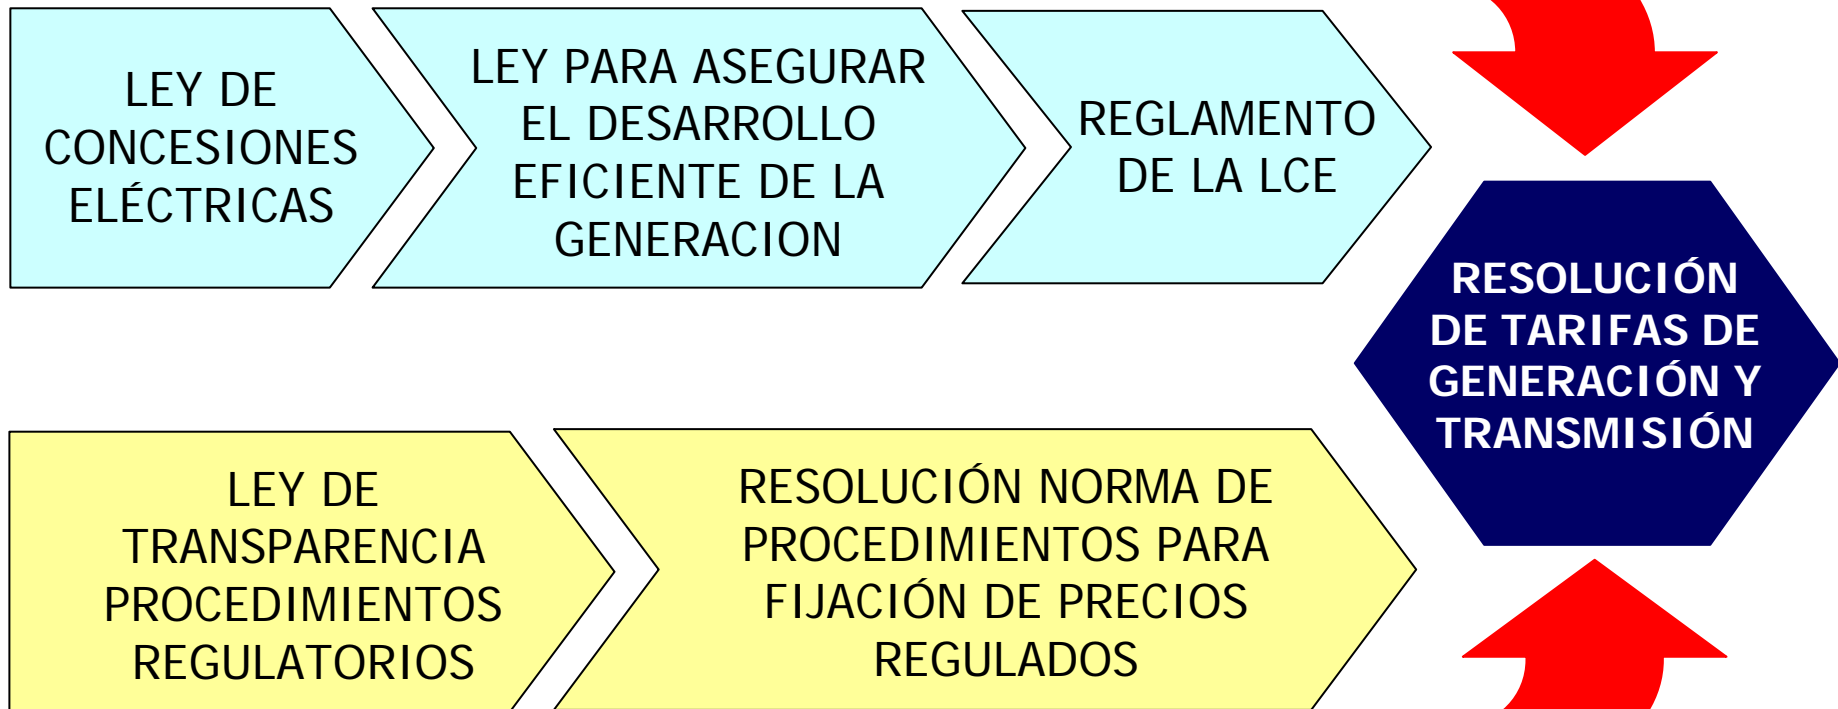 LEY DE
CONCESIONES
ELÉCTRICAS
LEY PARA ASEGURAR
EL DESARROLLO
EFICIENTE DE LA
GENERACION
REGLAMENTO
DE LA LCE
RESOLUCIÓN
DE TARIFAS DE
GENERACIÓN Y
TRANSMISIÓN
LEY DE
TRANSPARENCIA
PROCEDIMIENTOS
REGULATORIOS
RESOLUCIÓN NORMA DE
PROCEDIMIENTOS PARA
FIJACIÓN DE PRECIOS
REGULADOS